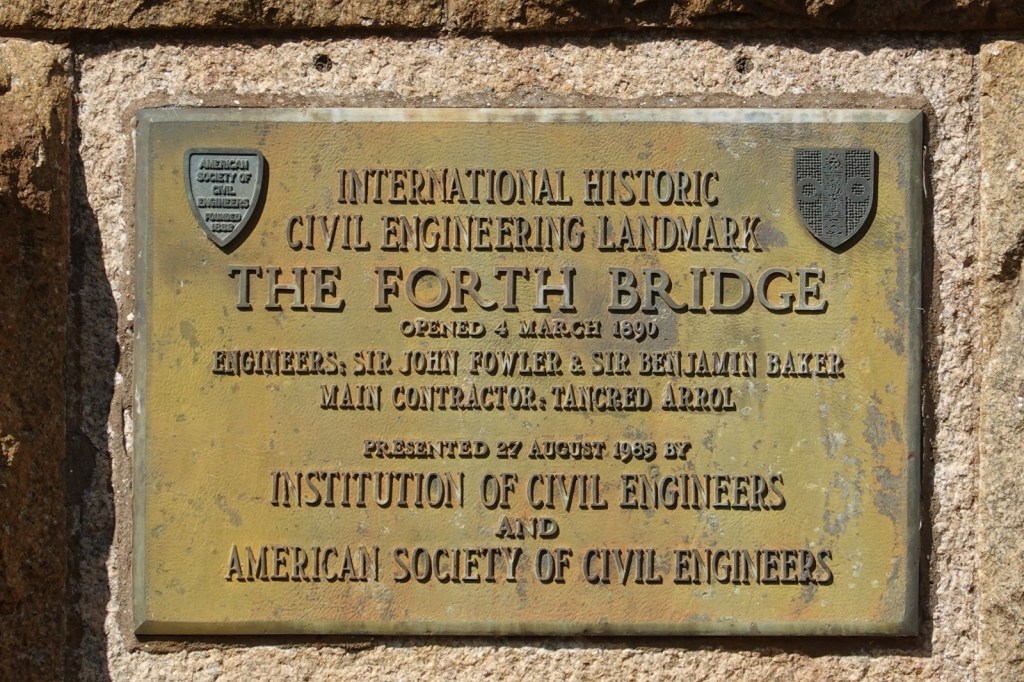 AMERICAN
SOCIETY OF
CIVIL
ENGINEERS
FOUNDED
1852
INTERNATIONAL HISTORIC
CIVIL ENGINEERING LANDMARK
THE FORTH BRIDGE
OPENED 4 MARCH 1890
ENGINEERS: SIR JOHN FOWLER & SIR BENJAMIN BAKER
MAIN CONTRACTOR: TANCRED ARROL
PRESENTED 27 AUGUST 1985 BY
INSTITUTION OF CIVIL ENGINEERS
AND
AMERICAN SOCIETY OF CIVIL ENGINEERS